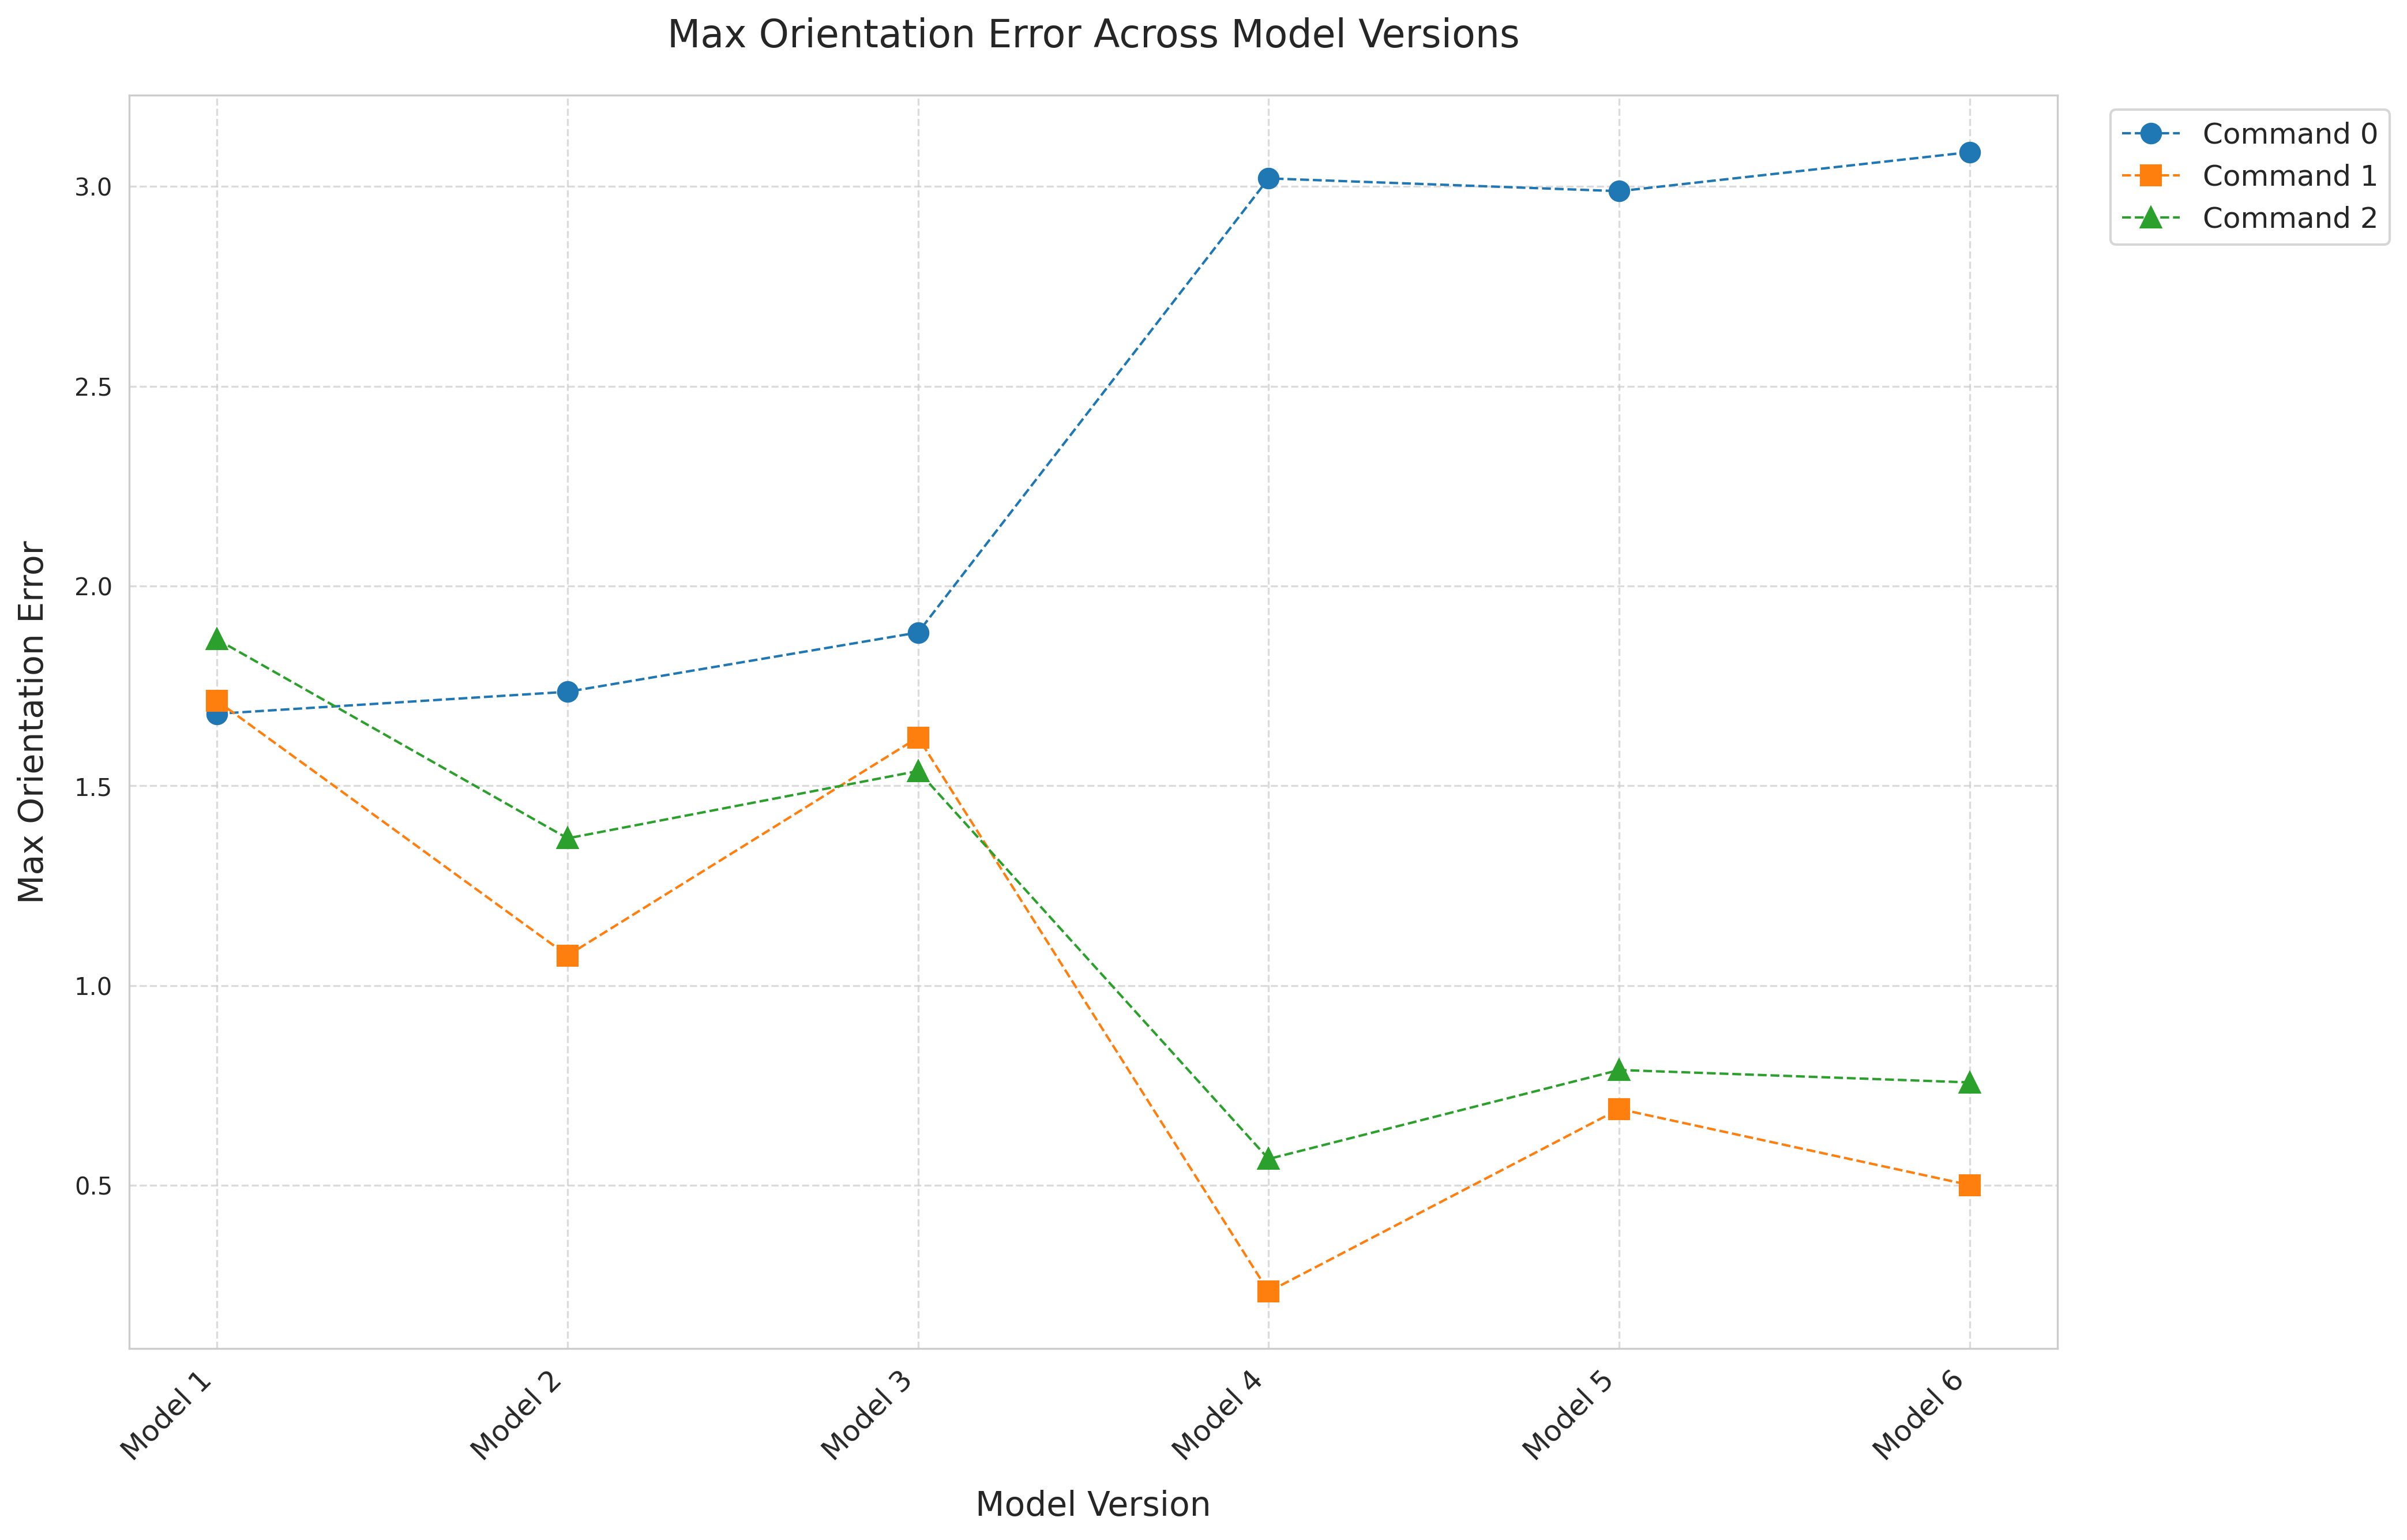 Max Orientation Error Across Model Versions
Command 0
Command 1
Command 2
Max Orientation Error
3.0
2.5
2.0
1.5
1.0
0.5
Model 1
Model 2
Model 3
Model 4
Model 5
Model 6
Model Version